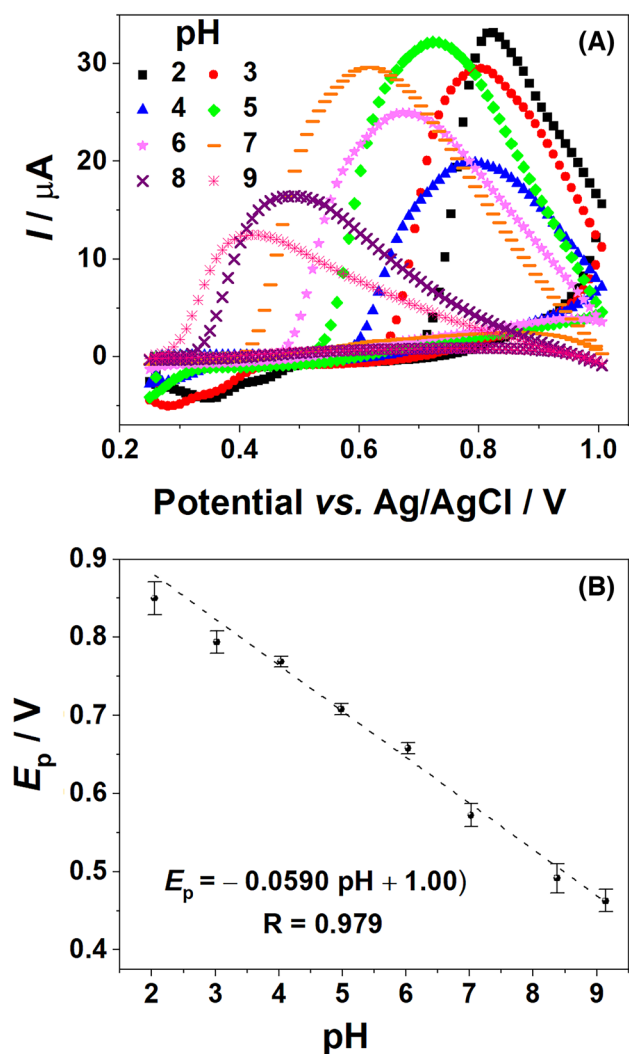 (A)
pH
2 3
4 5
6 7
8 9
I / μA
30
20
10
0
0.2 0.4 0.6 0.8 1.0
Potential vs. Ag/AgCl / V
(B)
Ep / V
0.9
0.8
0.7
0.6
0.5
0.4
Ep = − 0.0590 pH + 1.00)
R = 0.979
2 3 4 5 6 7 8 9
pH